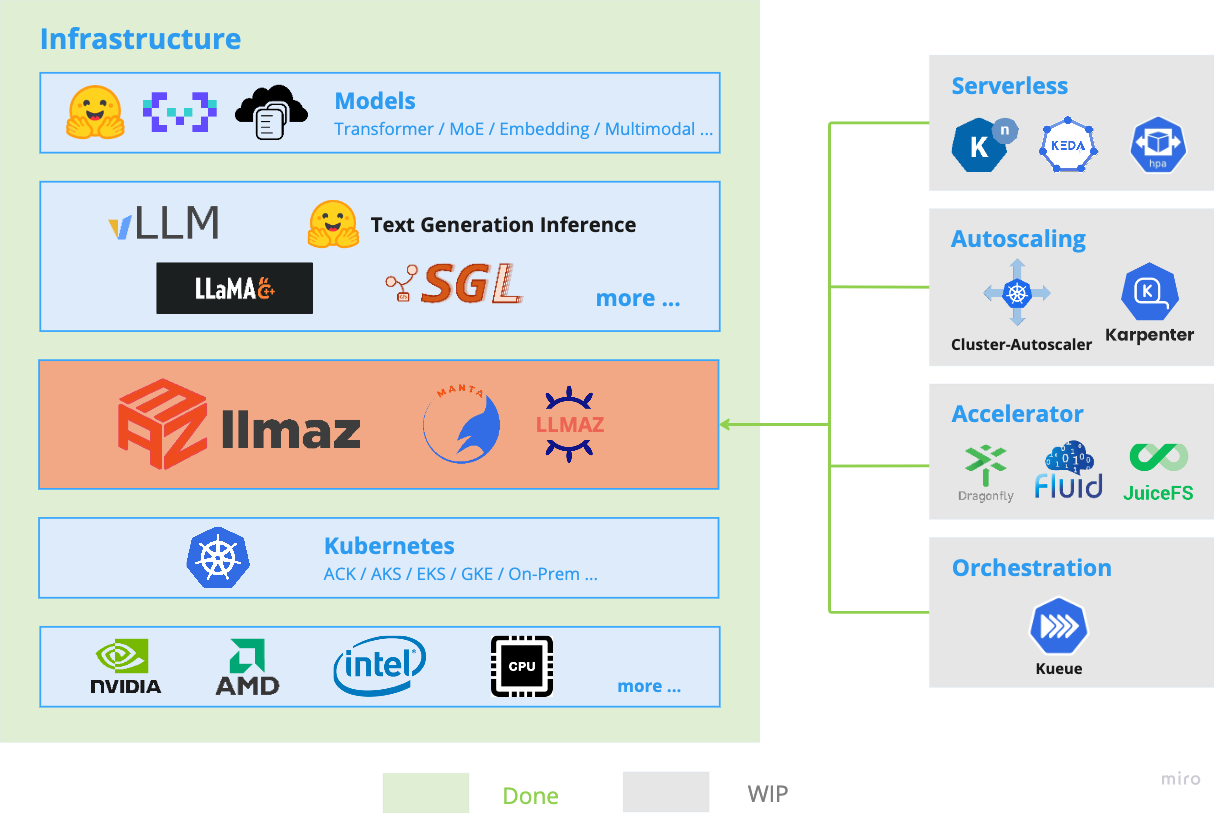 Infrastructure
Models
Transformer / MoE / Embedding / Multimodal ...
vLLM
Text Generation Inference
LLaMA C++
SGL
more ...
llmaz
MANTA
LLMAZ
Kubernetes
ACK / AKS / EKS / GKE / On-Prem ...
NVIDIA
AMD
intel
CPU
more ...
Serverless
K n
KEDA
hpa
Autoscaling
K
Cluster-Autoscaler
Karpenter
Accelerator
Dragonfly
Fluid
JuiceFS
Orchestration
Kueue
Done
WIP
miro